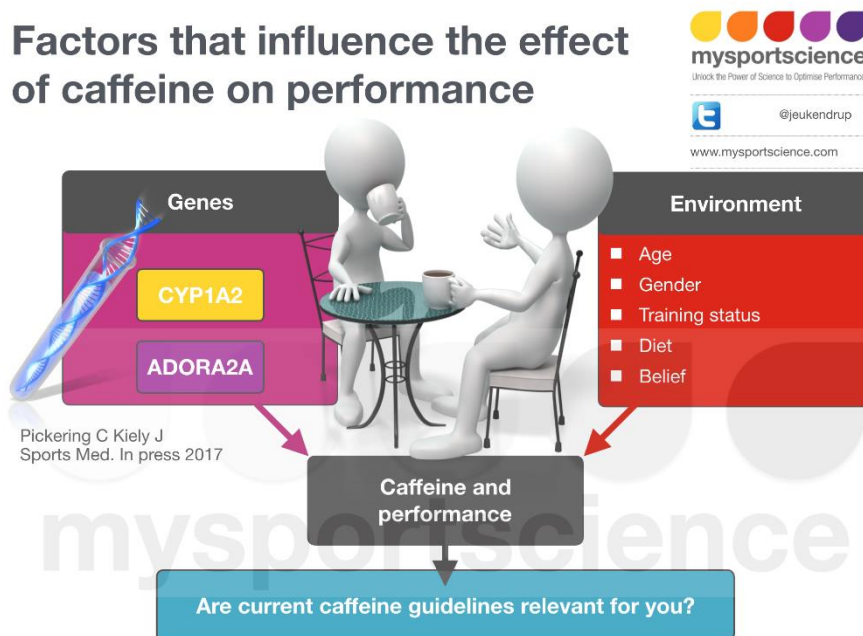 Factors that influence the effect
of caffeine on performance
mysportscience
Unlock the Power of Science to Optimise Performance
@jeukendrup
www.mysportscience.com
Genes
CYP1A2
ADORA2A
Environment
Age
Gender
Training status
Diet
Belief
Pickering C Kiely J
Sports Med. In press 2017
Caffeine and
performance
mysportscience
Are current caffeine guidelines relevant for you?